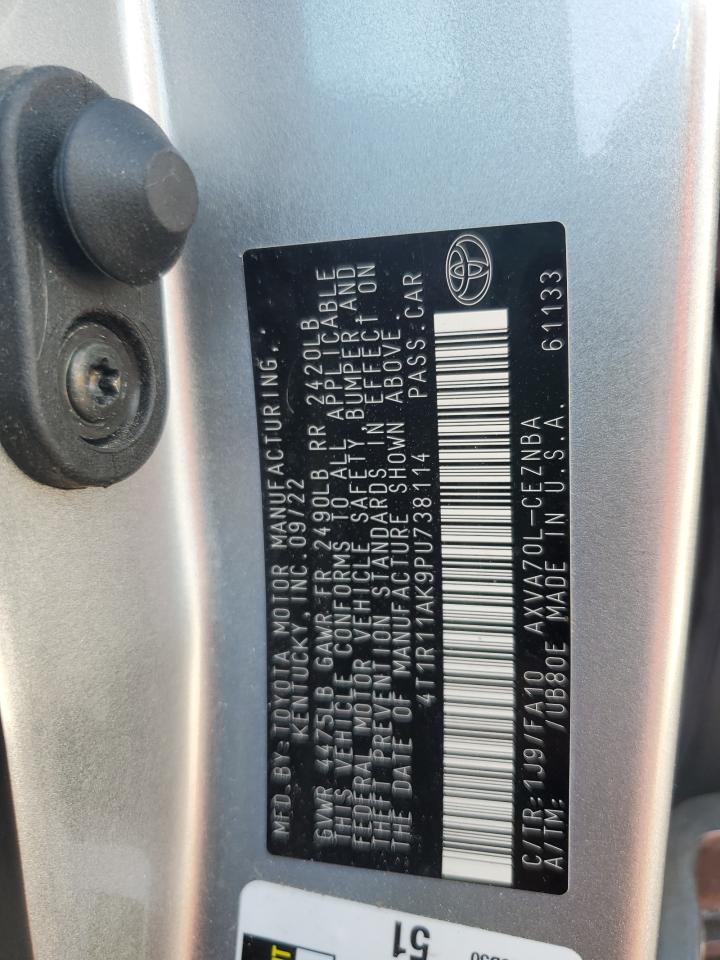 MFD.BY: TOYOTA MOTOR MANUFACTURING,
KENTUCKY, INC. 09/22
GVWR 4475LB GAWR FR 2490LB RR 2420LB
THIS VEHICLE CONFORMS TO ALL APPLICABLE
FEDERAL MOTOR VEHICLE SAFETY, BUMPER AND
THEFT PREVENTION STANDARDS IN EFFECT ON
THE DATE OF MANUFACTURE SHOWN ABOVE.
4T1R11AK9PU738114 PASS.CAR
C/TR: 1J9/FA10 AXVA70L-CEZNBA
A/TM: /UB80E MADE IN U.S.A. 61133
51